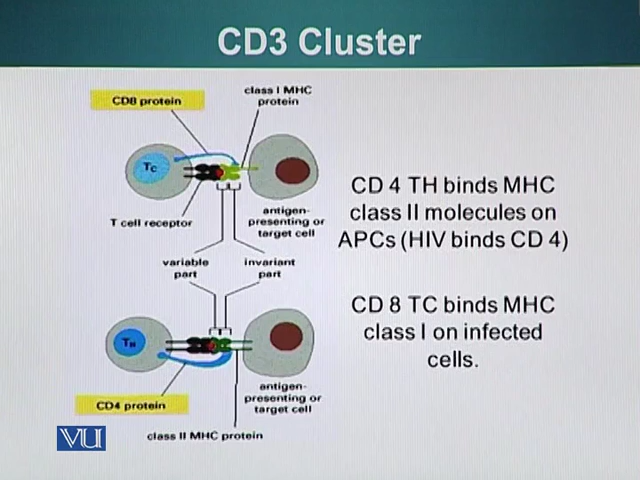 CD3 Cluster
CD8 protein
class I MHC
protein
TC
T cell receptor
antigen-
presenting or
target cell
variable
part
invariant
part
TH
CD4 protein
antigen-
presenting or
target cell
class II MHC protein
CD 4 TH binds MHC
class II molecules on
APCs (HIV binds CD 4)
CD 8 TC binds MHC
class I on infected
cells.
VU